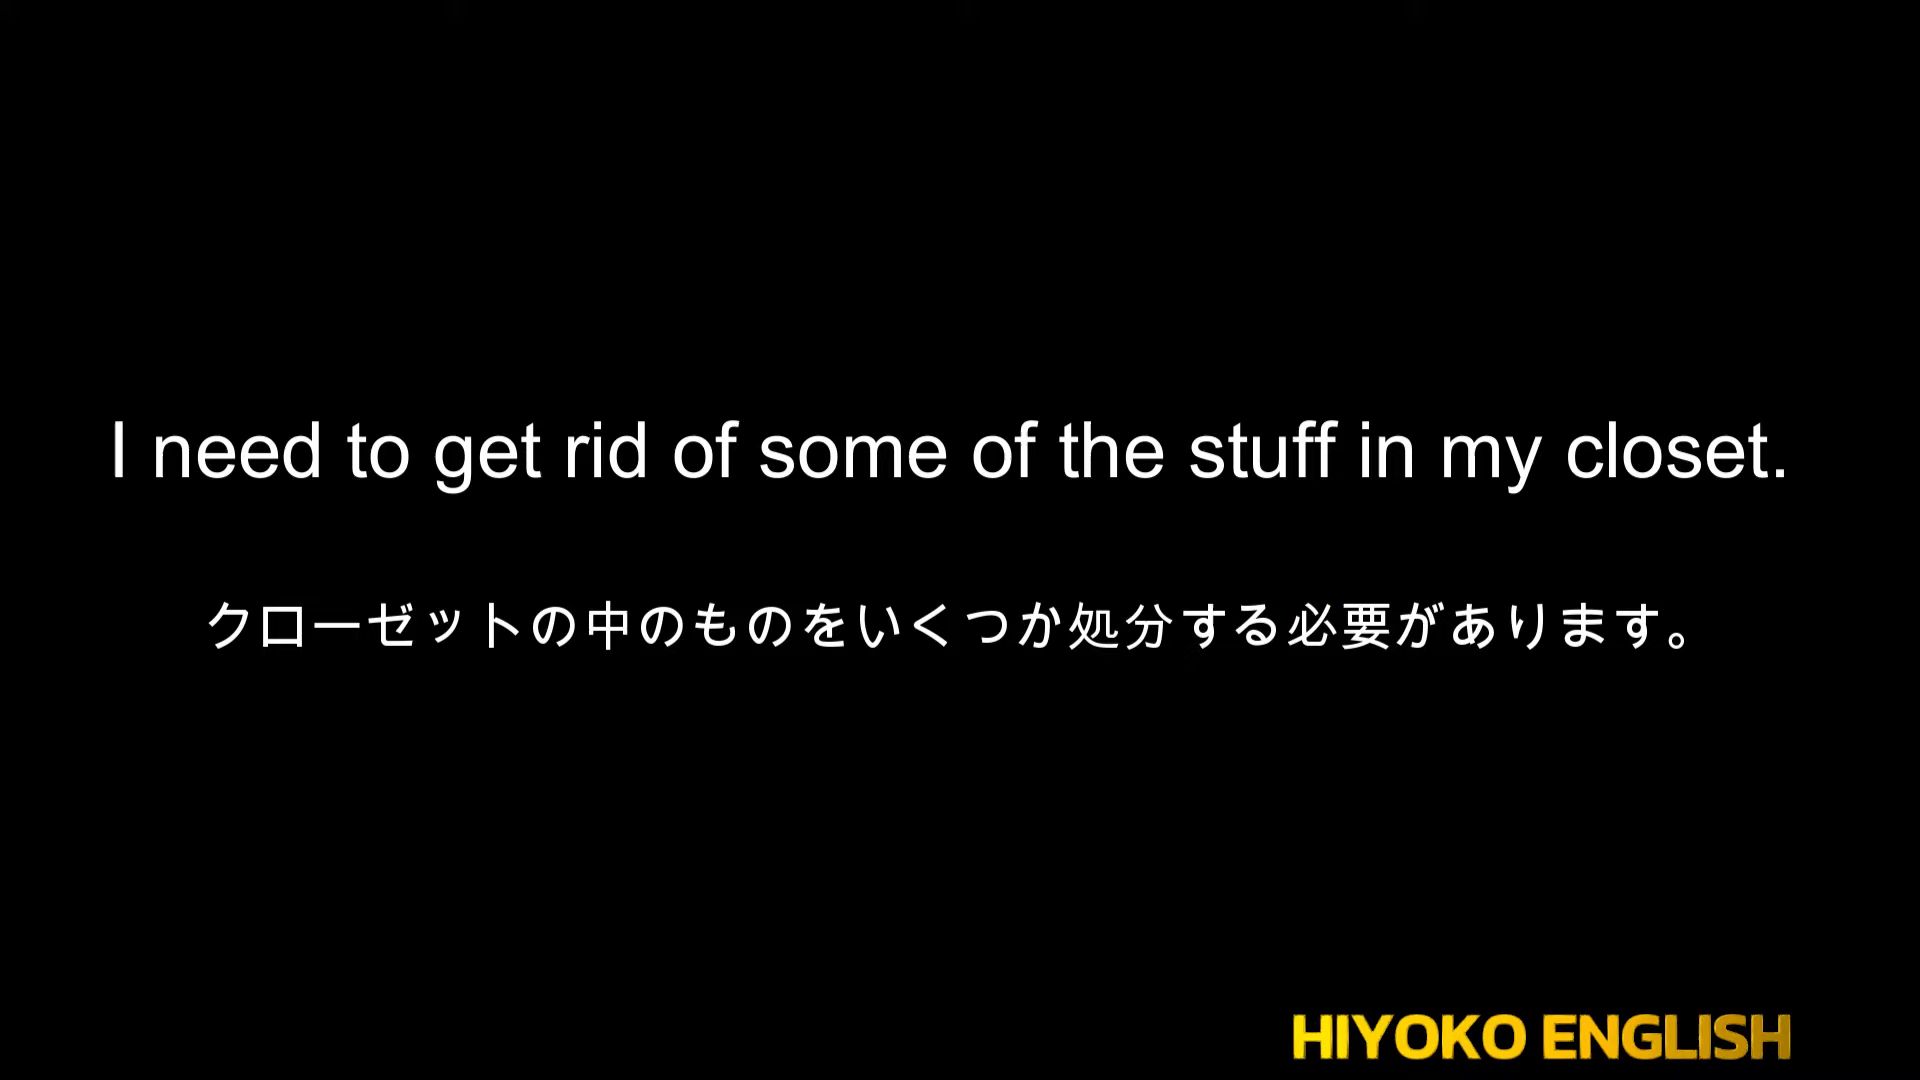 I need to get rid of some of the stuff in my closet.
クローゼットの中のものをいくつか処分する必要があります。
HIYOKO ENGLISH